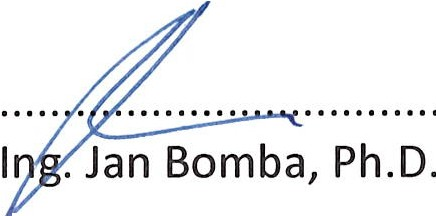 Ing. Jan Bomba, Ph.D.